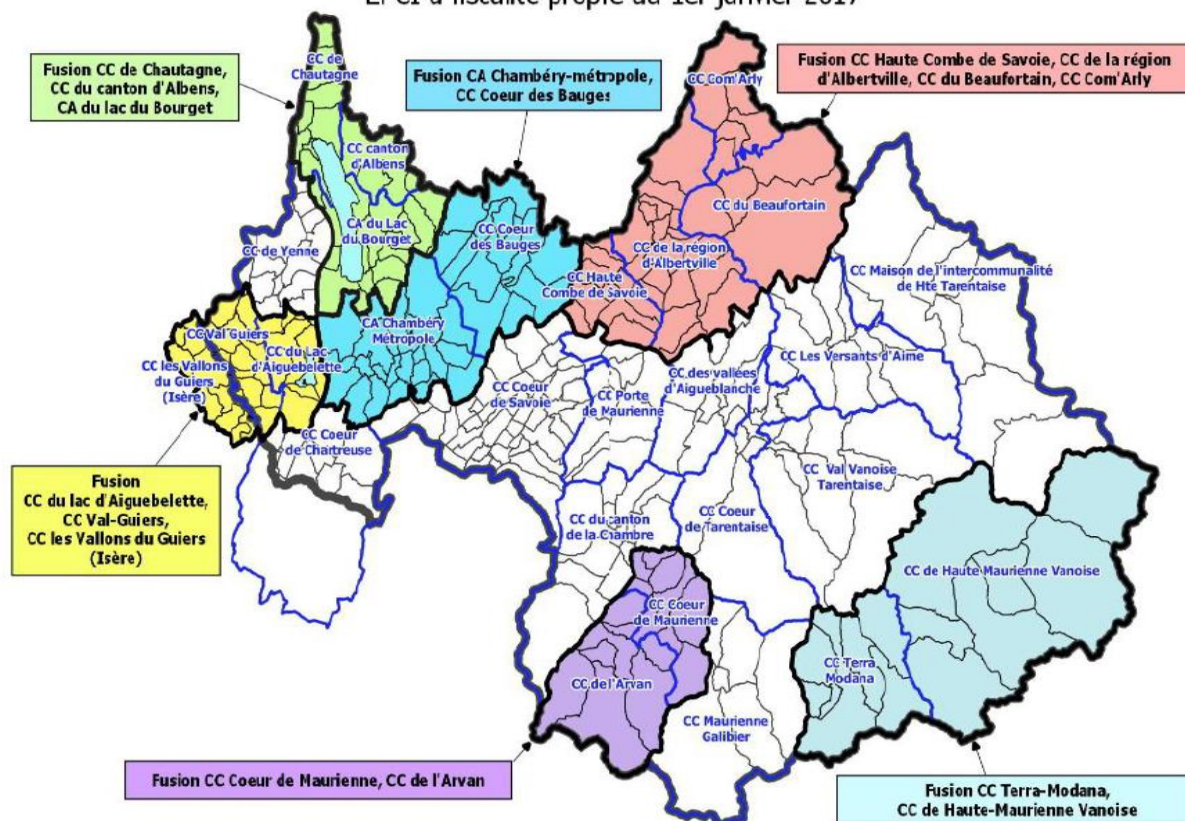 EPCI à fiscalité propre au 1er janvier 2017
Fusion CC de Chautagne,
CC du canton d'Albens,
CA du lac du Bourget
Fusion CA Chambéry-métropole,
CC Coeur des Bauges
Fusion CC Haute Combe de Savoie, CC de la région
d'Albertville, CC du Beaufortain, CC Com'Arly
CC de
Chautagne
CC Com'Arly
CC canton
d'Albens
CC du Beaufortain
CA du Lac
du Bourget
CC Coeur
des Bauges
CC de Yenne
CC de la région
d'Albertville
CC Haute
Combe de Savoie
CC Maison de l'intercommunalité
de Hte Tarentaise
CC Val Guiers
CA Chambéry
Métropole
CC du Lac
d'Aiguebelette
CC les Vallons
du Guiers
(Isère)
CC Les Versants d'Aime
CC des vallées
d'Aigueblanche
CC Coeur
de Savoie
CC Porte
de Maurienne
CC Coeur
de Chartreuse
CC Val Vanoise
Tarentaise
Fusion
CC du lac d'Aiguebelette,
CC Val-Guiers,
CC les Vallons du Guiers
(Isère)
CC du canton
de la Chambre
CC Coeur
de Tarentaise
CC de Haute Maurienne Vanoise
CC Coeur
de Maurienne
CC Terra
Modana
CC de l'Arvan
CC Maurienne
Galibier
Fusion CC Coeur de Maurienne, CC de l'Arvan
Fusion CC Terra-Modana,
CC de Haute-Maurienne Vanoise